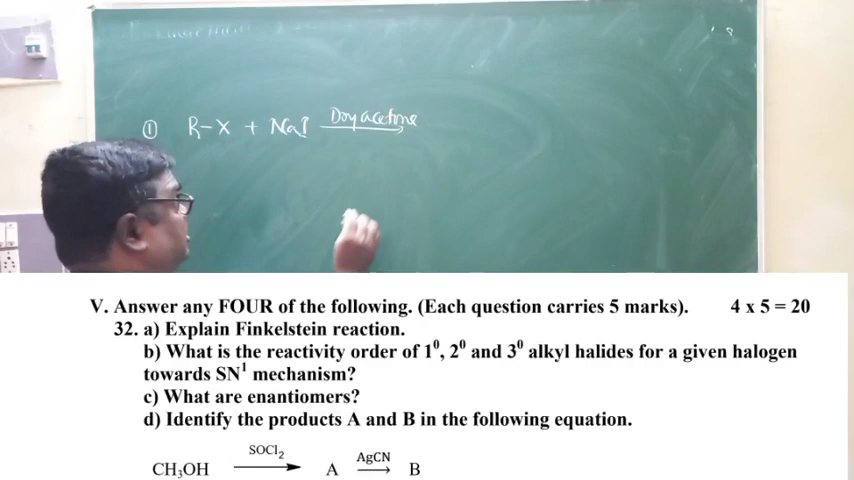 ① R-X + NaI Dry acetone
V. Answer any FOUR of the following. (Each question carries 5 marks). 4 x 5 = 20
32. a) Explain Finkelstein reaction.
b) What is the reactivity order of 1⁰, 2⁰ and 3⁰ alkyl halides for a given halogen
towards SN¹ mechanism?
c) What are enantiomers?
d) Identify the products A and B in the following equation.
CH₃OH SOCl₂ → A AgCN → B